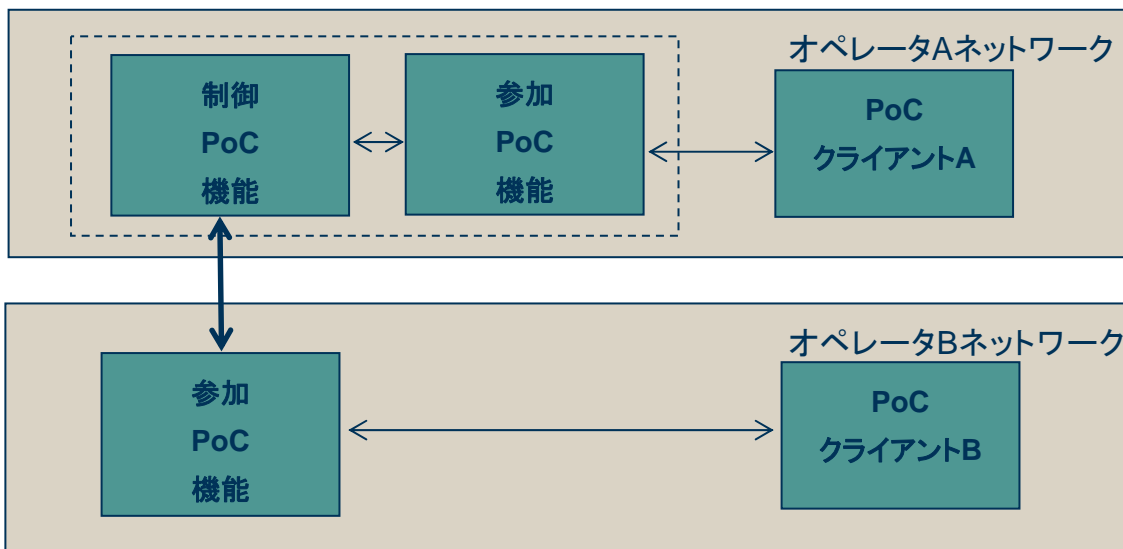 オペレータAネットワーク
制御
PoC
機能
参加
PoC
機能
PoC
クライアントA
オペレータBネットワーク
参加
PoC
機能
PoC
クライアントB